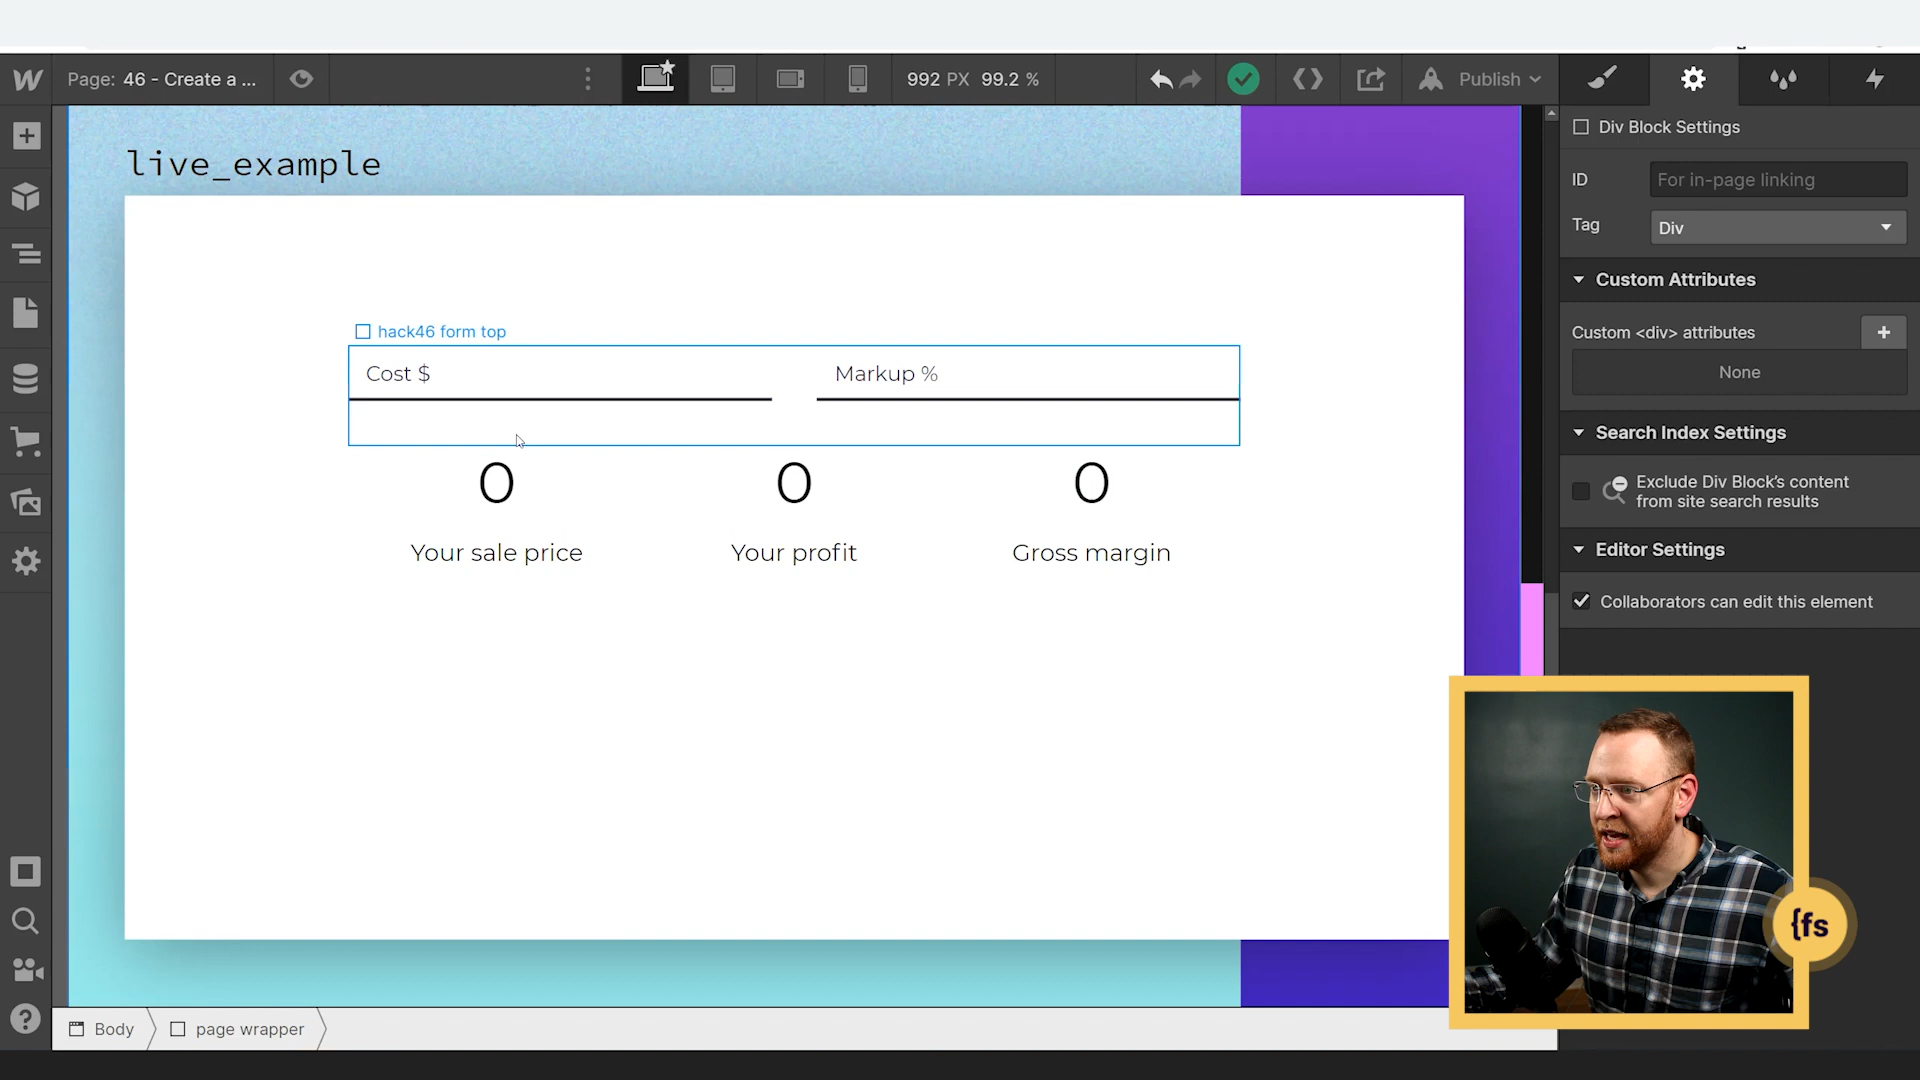 Page: 46 - Create a ...
992 PX 99.2 %
Publish
live_example
hack46 form top
Cost $
Markup %
0
0
0
Your sale price
Your profit
Gross margin
Div Block Settings
ID
For in-page linking
Tag
Div
Custom Attributes
Custom <div> attributes
None
Search Index Settings
Exclude Div Block's content
from site search results
Editor Settings
Collaborators can edit this element
{fs
Body
page wrapper